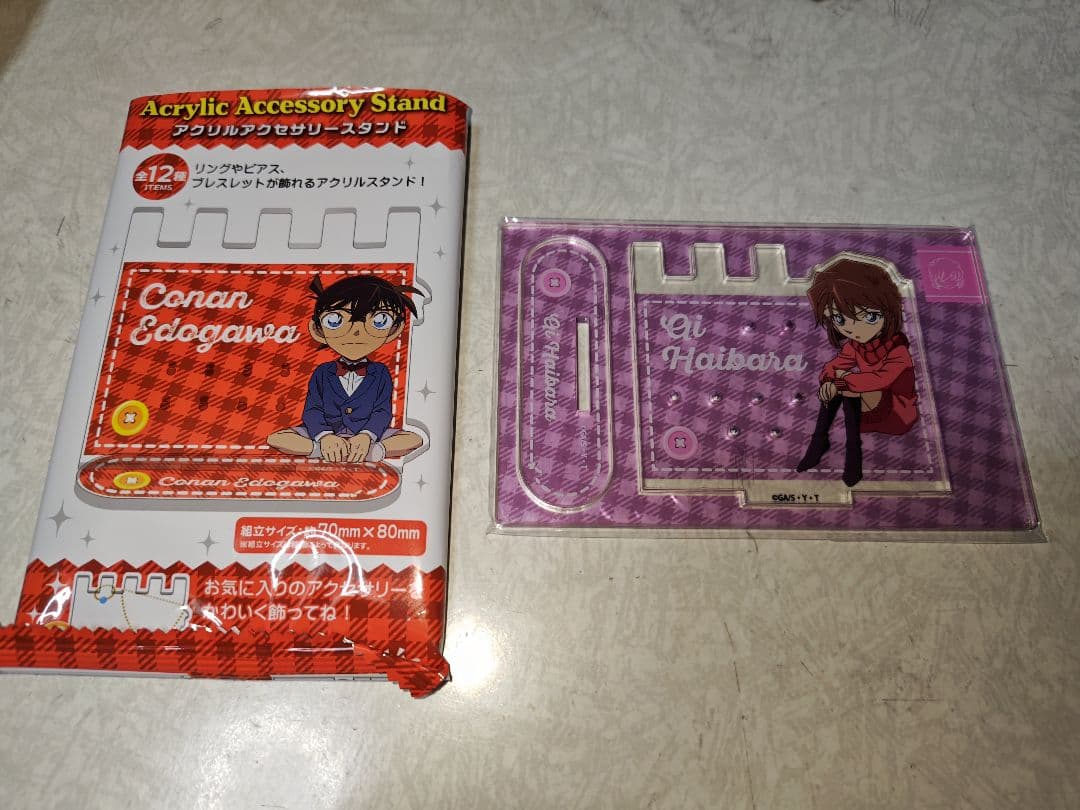 Acrylic Accessory Stand
アクリルアクセサリースタンド
全12種
ITEMS
リングやピアス、
ブレスレットが飾れるアクリルスタンド！
Conan
Edogawa
Conan Edogawa
組立サイズ：約70mm×80mm
お気に入りのアクセサリーを
かわいく飾ってね！
Ai Haibara
Ai
Haibara
©GA/S・Y・T